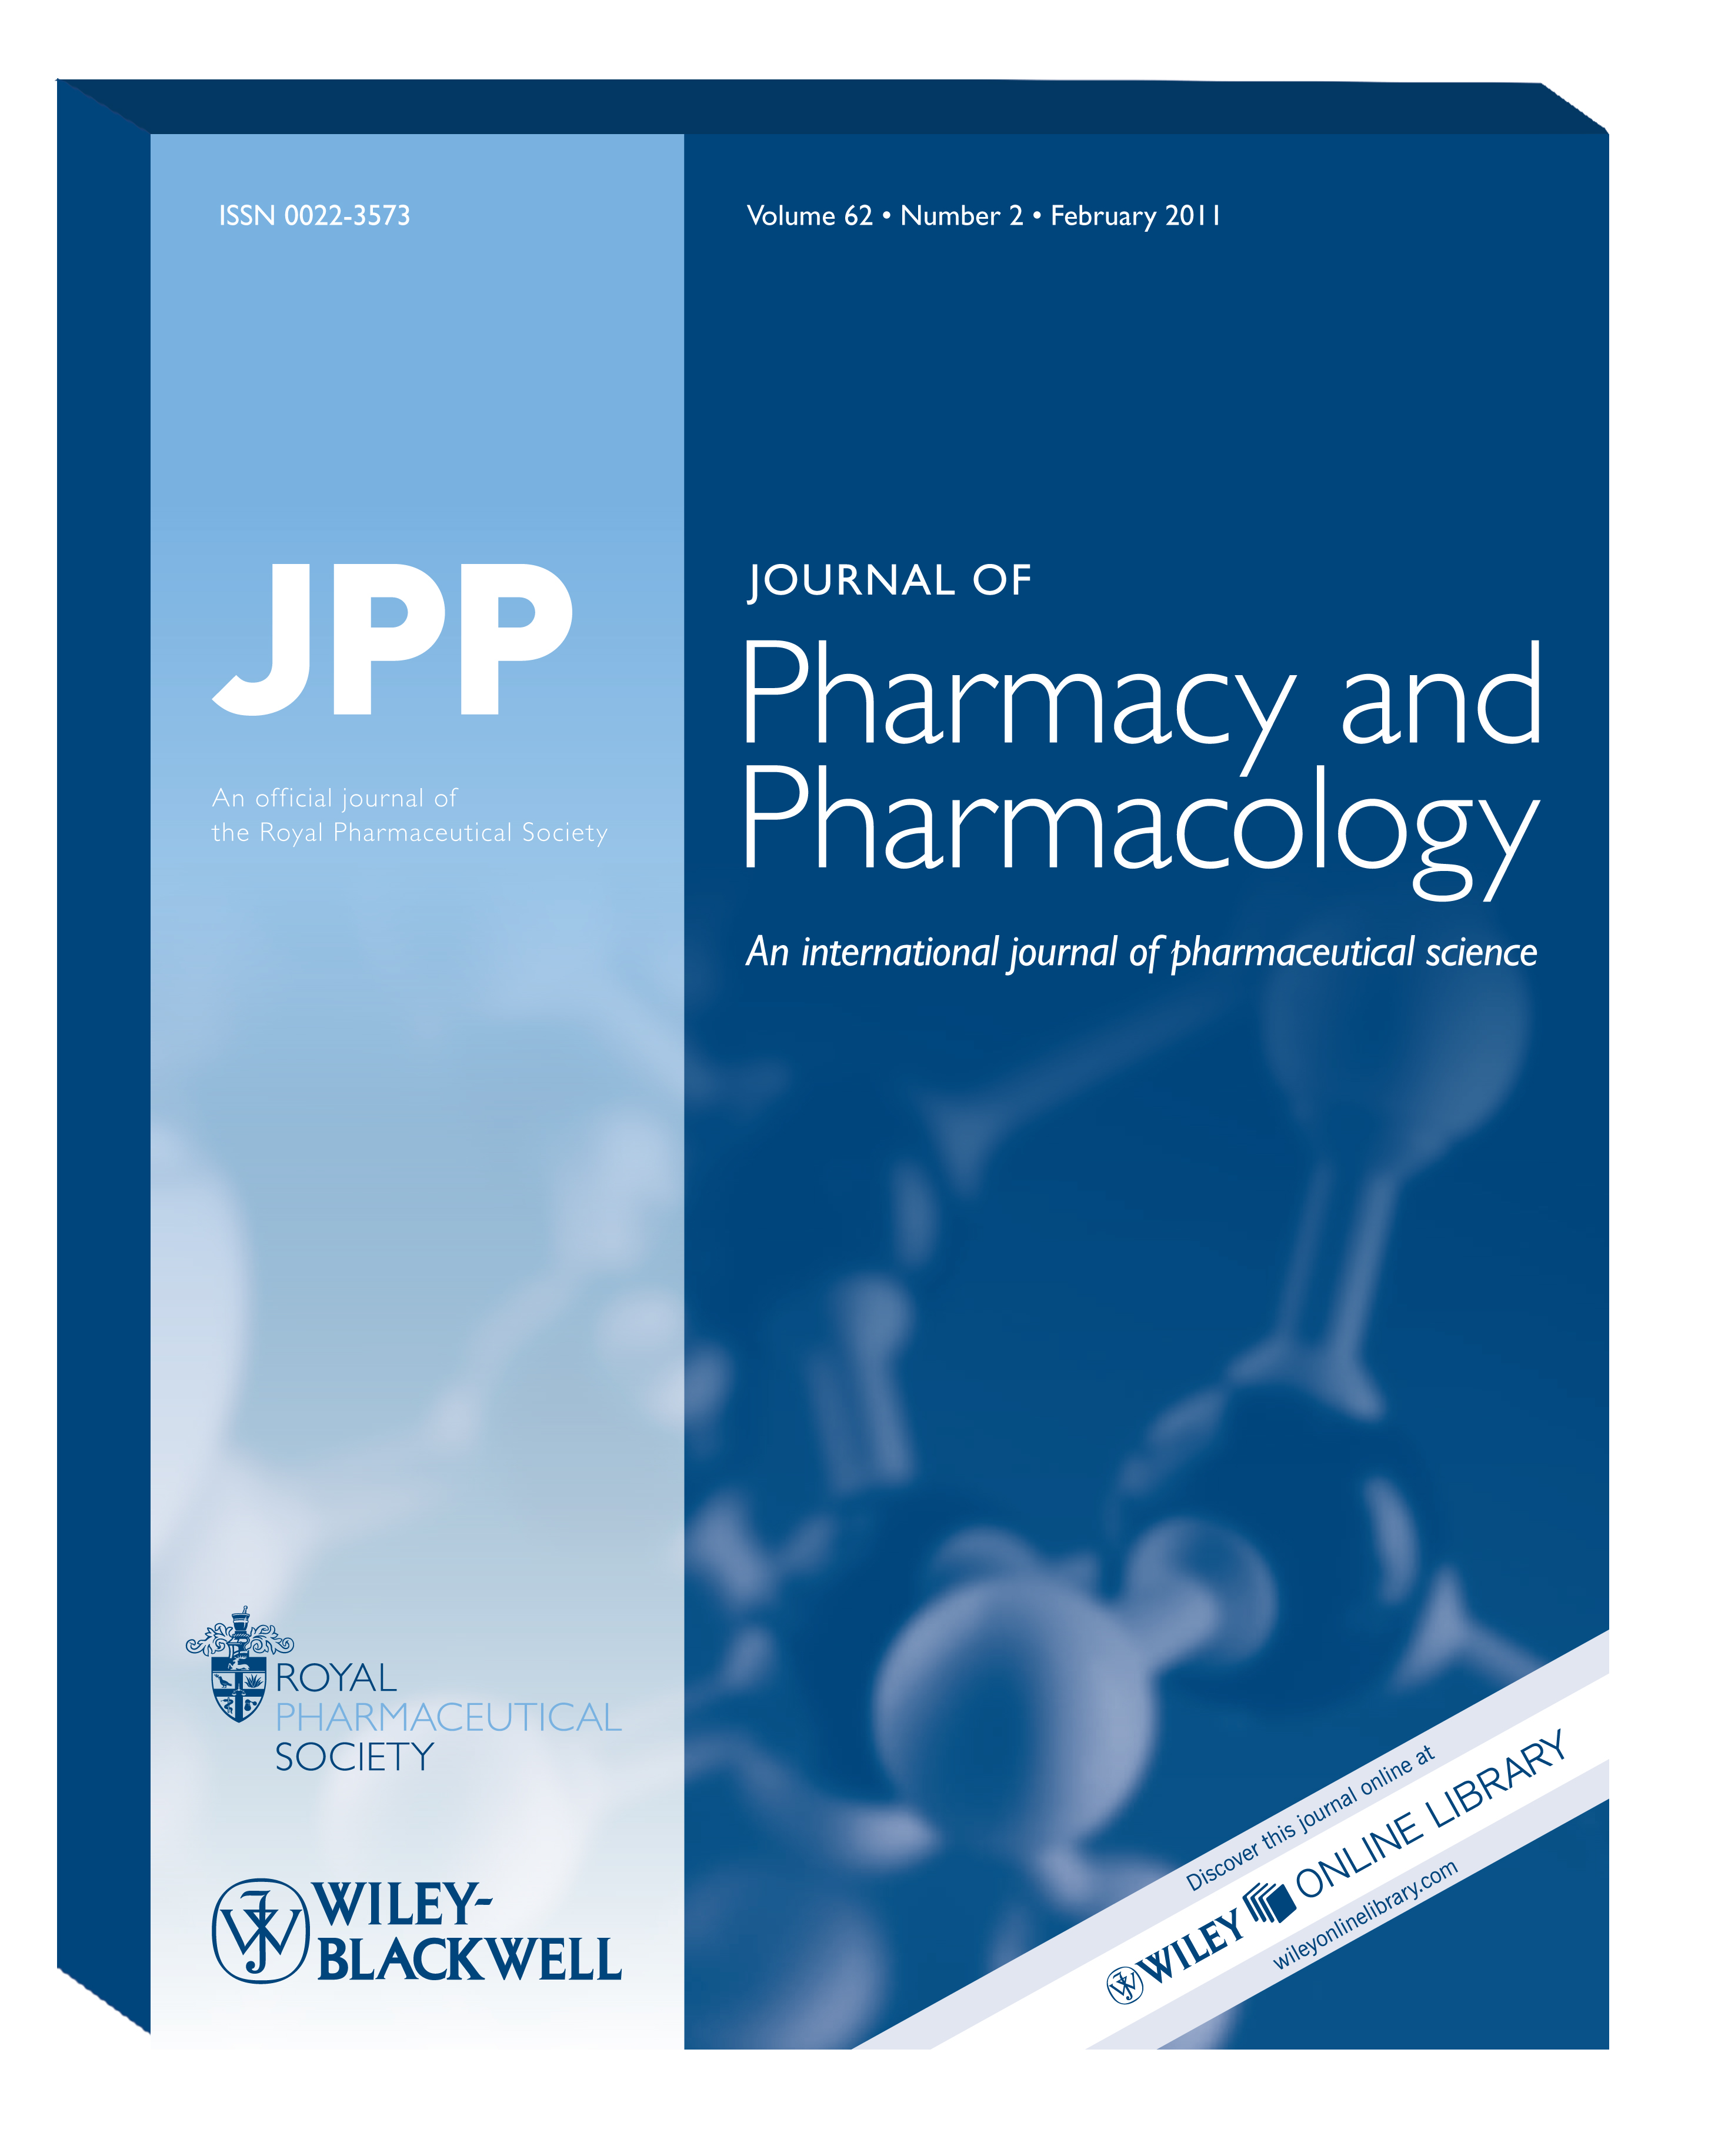 ISSN 0022-3573
Volume 62 • Number 2 • February 2011
JPP
An official journal of
the Royal Pharmaceutical Society
JOURNAL OF
Pharmacy and
Pharmacology
An international journal of pharmaceutical science
ROYAL
PHARMACEUTICAL
SOCIETY
WILEY-
BLACKWELL
Discover this journal online at
WILEY ONLINE LIBRARY
wileyonlinelibrary.com